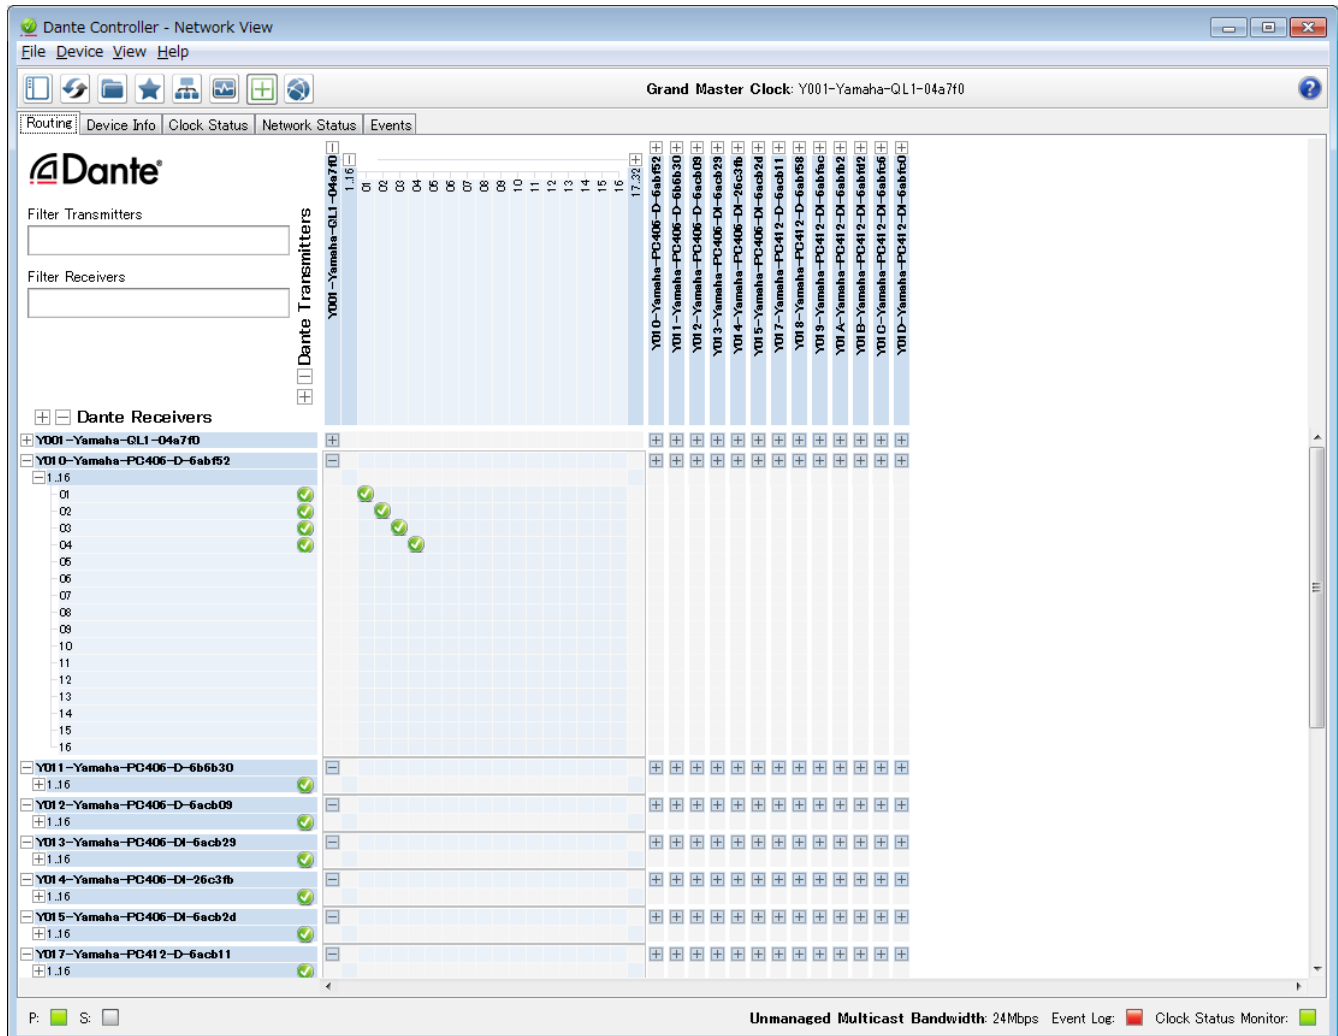 Dante Controller - Network View
File Device View Help
Grand Master Clock: Y001-Yamaha-QL1-04a7f0
Routing Device Info Clock Status Network Status Events
Dante
Filter Transmitters
Filter Receivers
Dante Transmitters
Dante Receivers
Y001-Yamaha-QL1-04a7f0
1..16
01
02
03
04
05
06
07
08
09
10
11
12
13
14
15
16
17..32
Y010-Yamaha-PC406-D-6abf52
Y011-Yamaha-PC406-D-6b6b30
Y012-Yamaha-PC406-D-6acb09
Y013-Yamaha-PC406-DI-6acb29
Y014-Yamaha-PC406-DI-26c3fb
Y015-Yamaha-PC406-DI-6acb2d
Y017-Yamaha-PC412-D-6acb11
Y018-Yamaha-PC412-D-6abf58
Y019-Yamaha-PC412-DI-6abfac
Y01A-Yamaha-PC412-DI-6abfb2
Y01B-Yamaha-PC412-DI-6abfd2
Y01C-Yamaha-PC412-DI-6abfc6
Y01D-Yamaha-PC412-DI-6abfc0
Y001-Yamaha-QL1-04a7f0
Y010-Yamaha-PC406-D-6abf52
1..16
01
02
03
04
05
06
07
08
09
10
11
12
13
14
15
16
Y011-Yamaha-PC406-D-6b6b30
1..16
Y012-Yamaha-PC406-D-6acb09
1..16
Y013-Yamaha-PC406-DI-6acb29
1..16
Y014-Yamaha-PC406-DI-26c3fb
1..16
Y015-Yamaha-PC406-DI-6acb2d
1..16
Y017-Yamaha-PC412-D-6acb11
1..16
P: S: Unmanaged Multicast Bandwidth: 24Mbps Event Log: Clock Status Monitor: